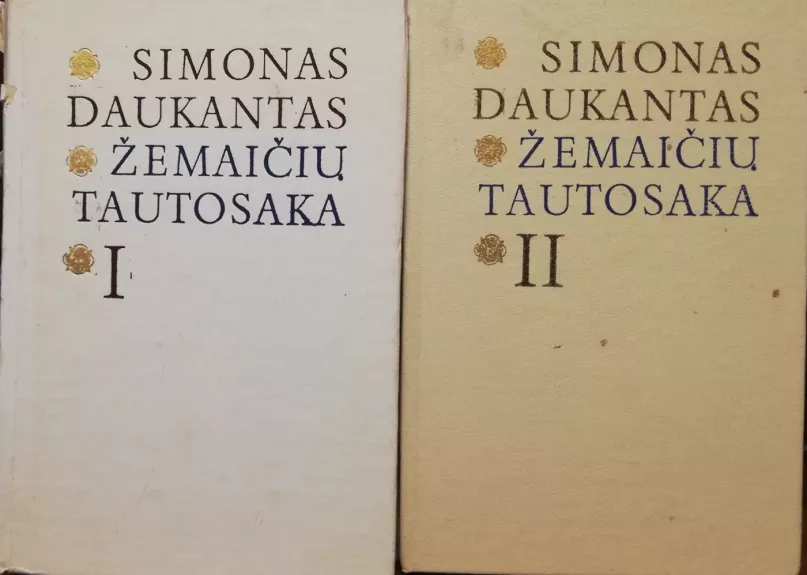 SIMONAS
DAUKANTAS
ŽEMAIČIŲ
TAUTOSAKA
I
SIMONAS
DAUKANTAS
ŽEMAIČIŲ
TAUTOSAKA
II